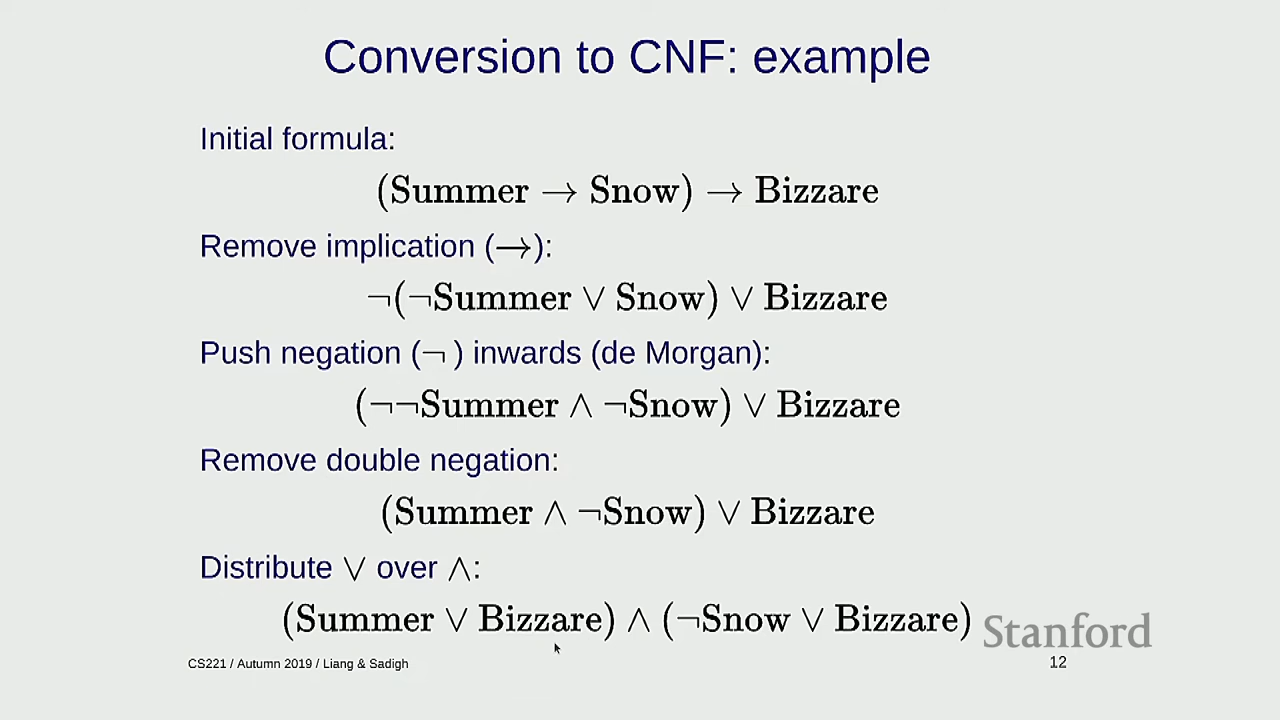 Conversion to CNF: example
Initial formula:
(Summer → Snow) → Bizzare
Remove implication (→):
¬(¬Summer ∨ Snow) ∨ Bizzare
Push negation (¬ ) inwards (de Morgan):
(¬¬Summer ∧ ¬Snow) ∨ Bizzare
Remove double negation:
(Summer ∧ ¬Snow) ∨ Bizzare
Distribute ∨ over ∧:
(Summer ∨ Bizzare) ∧ (¬Snow ∨ Bizzare)
Stanford
CS221 / Autumn 2019 / Liang & Sadigh
12